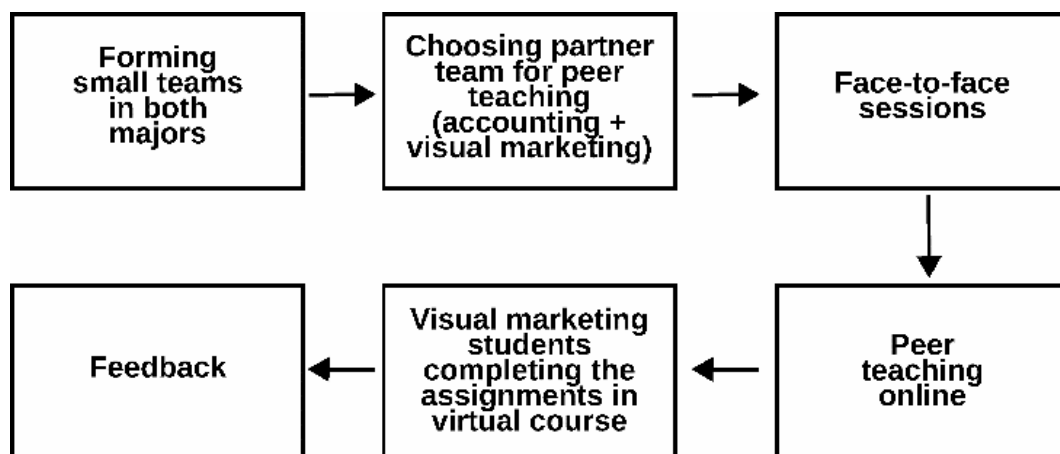 Forming
small teams
in both
majors
Choosing partner
team for peer
teaching
(accounting +
visual marketing)
Face-to-face
sessions
Peer
teaching
online
Visual marketing
students
completing the
assignments in
virtual course
Feedback